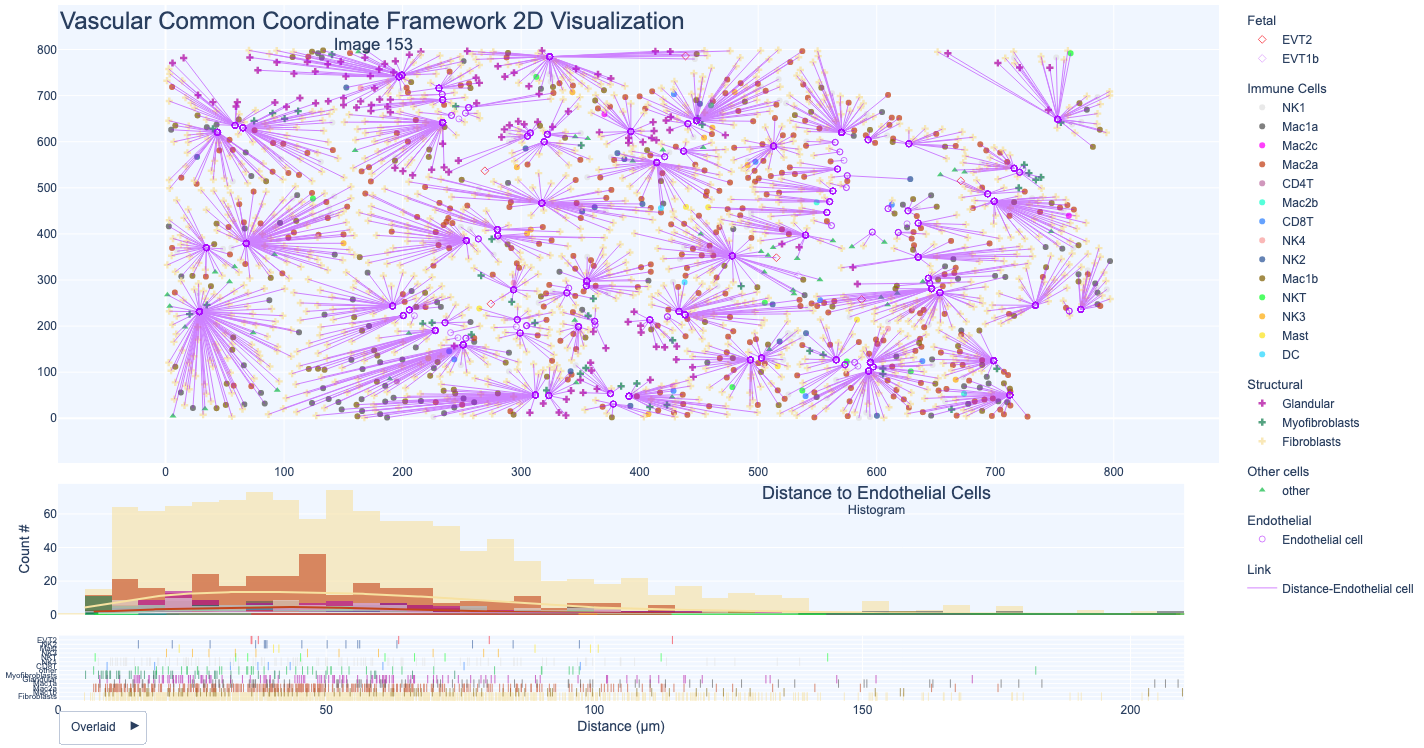 Vascular Common Coordinate Framework 2D Visualization
Image 153
800
700
600
500
400
300
200
100
0
0 100 200 300 400 500 600 700 800
Fetal
EVT2
EVT1b
Immune Cells
NK1
Mac1a
Mac2c
Mac2a
CD4T
Mac2b
CD8T
NK4
NK2
Mac1b
NKT
NK3
Mast
DC
Structural
Glandular
Myofibroblasts
Fibroblasts
Other cells
other
Endothelial
Endothelial cell
Link
Distance-Endothelial cell
Distance to Endothelial Cells
Histogram
Count #
60
40
20
0
EVT2
CD8T
other
Myofibroblasts
Glandular
Mac1a
Fibroblasts
0 50 100 150 200
Distance (μm)
Overlaid ▶